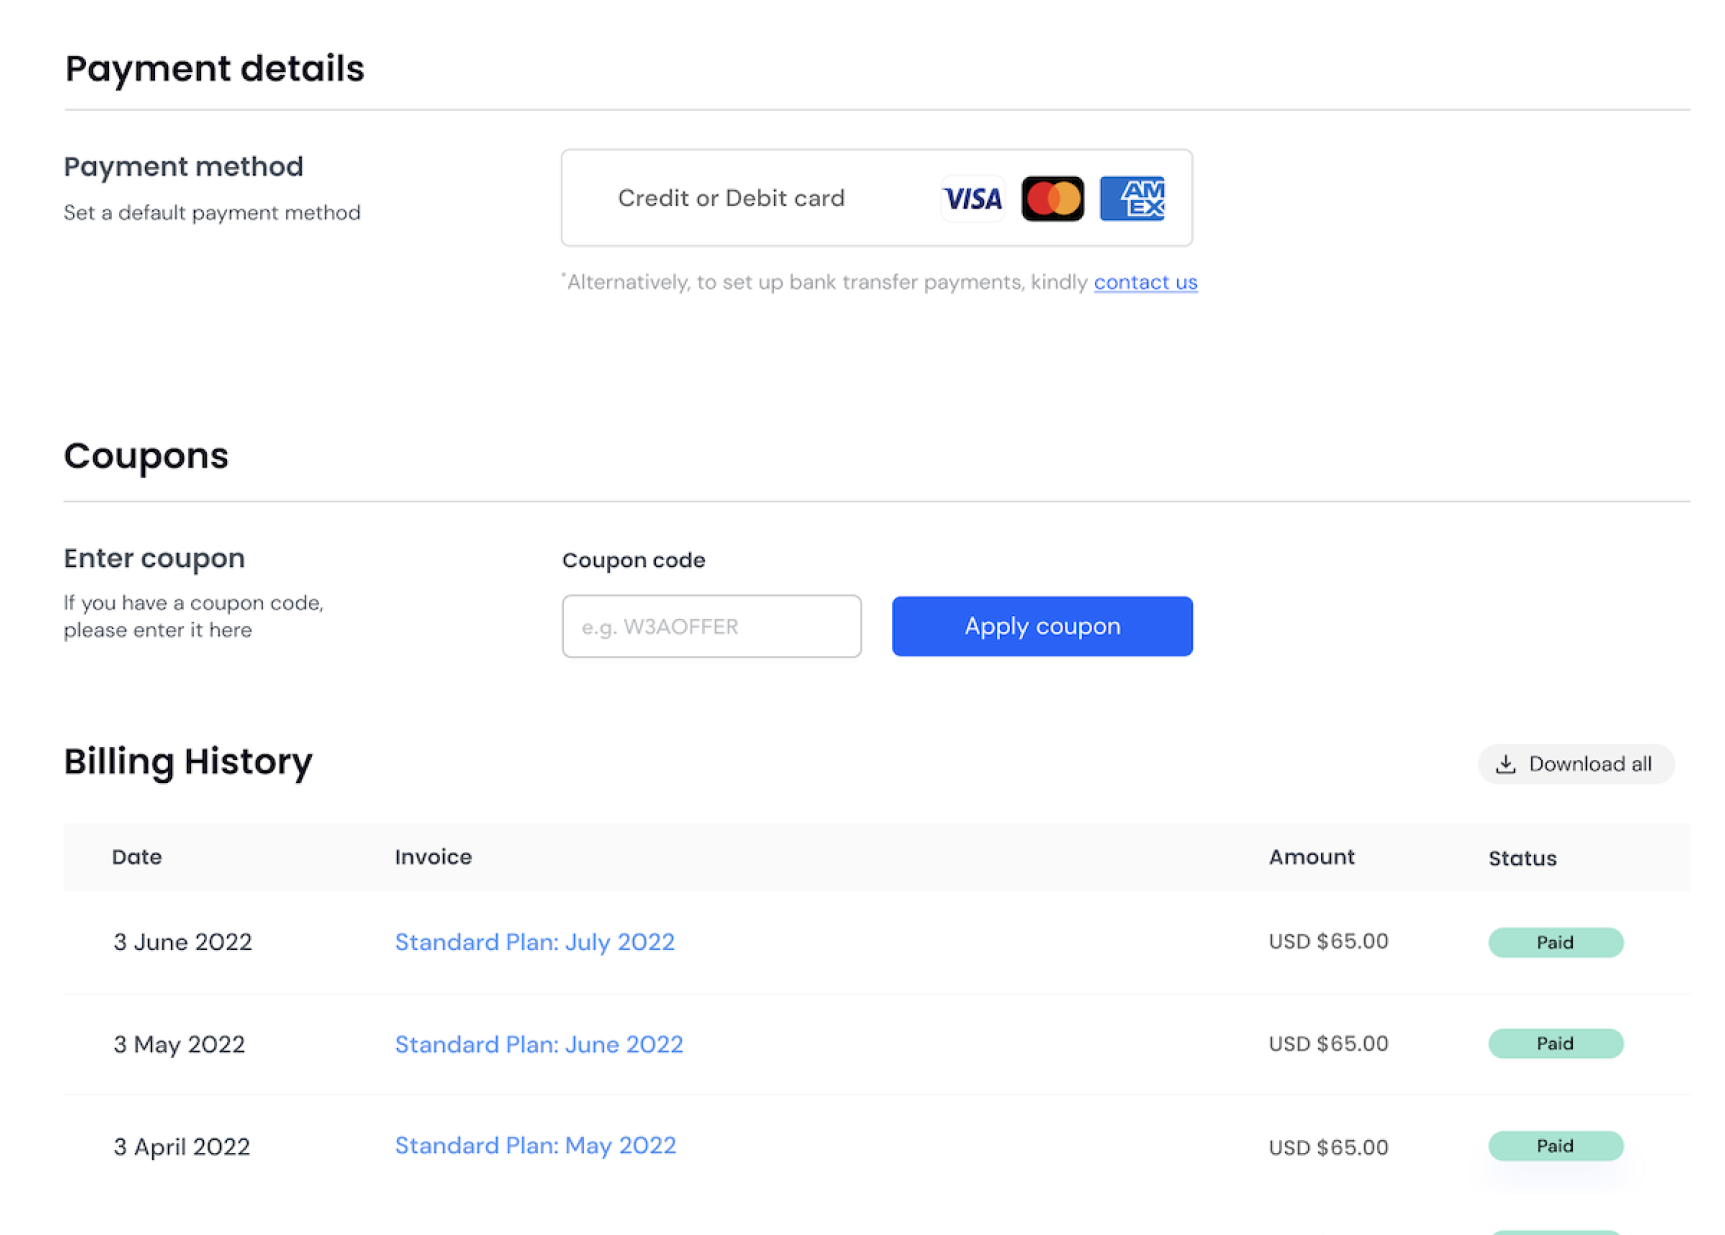 Payment details
Payment method
Set a default payment method
Credit or Debit card VISA AM EX
*Alternatively, to set up bank transfer payments, kindly contact us
Coupons
Enter coupon
If you have a coupon code,
please enter it here
Coupon code
e.g. W3AOFFER
Apply coupon
Billing History
Download all
Date Invoice Amount Status
3 June 2022 Standard Plan: July 2022 USD $65.00 Paid
3 May 2022 Standard Plan: June 2022 USD $65.00 Paid
3 April 2022 Standard Plan: May 2022 USD $65.00 Paid